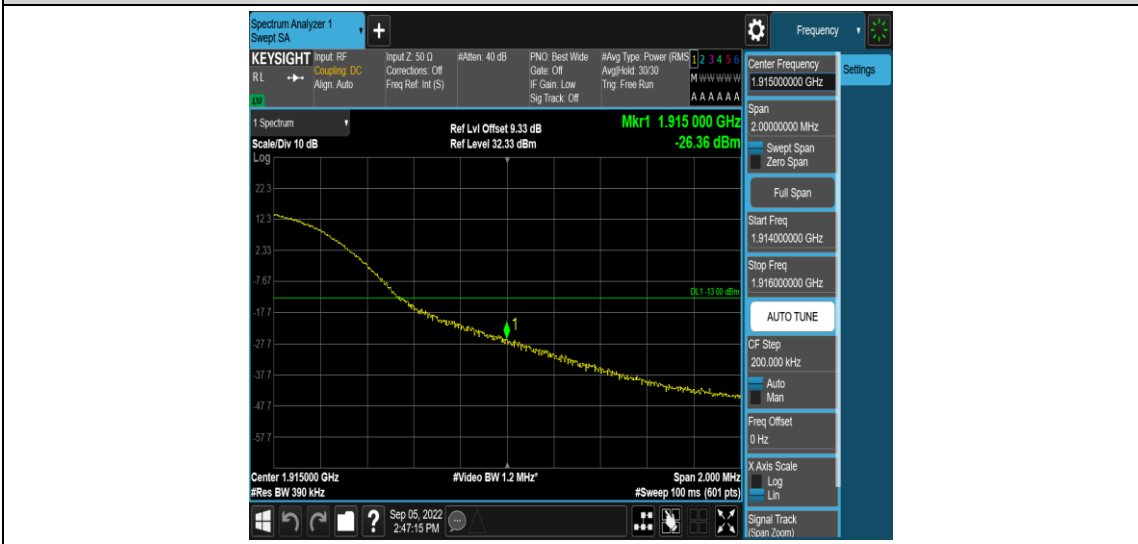 Spectrum Analyzer 1
Swept SA
+
Frequency
KEYSIGHT
RL
LXI
Input: RF
Coupling: DC
Align: Auto
Input Z: 50 Ω
Corrections: Off
Freq Ref: Int (S)
#Atten: 40 dB
PNO: Best Wide
Gate: Off
IF Gain: Low
Sig Track: Off
#Avg Type: Power (RMS
Avg|Hold: 30/30
Trig: Free Run
1 2 3 4 5 6
M W W W W W
A A A A A A
1 Spectrum
Scale/Div 10 dB
Log
Ref Lvl Offset 9.33 dB
Ref Level 32.33 dBm
Mkr1 1.915 000 GHz
-26.36 dBm
22.3
12.3
2.33
-7.67
-17.7
-27.7
-37.7
-47.7
-57.7
DL1 -13.00 dBm
1
Center 1.915000 GHz
#Res BW 390 kHz
#Video BW 1.2 MHz*
Span 2.000 MHz
#Sweep 100 ms (601 pts)
Center Frequency
1.915000000 GHz
Settings
Span
2.00000000 MHz
Swept Span
Zero Span
Full Span
Start Freq
1.914000000 GHz
Stop Freq
1.916000000 GHz
AUTO TUNE
CF Step
200.000 kHz
Auto
Man
Freq Offset
0 Hz
X Axis Scale
Log
Lin
Signal Track
(Span Zoom)
?
Sep 05, 2022
2:47:15 PM